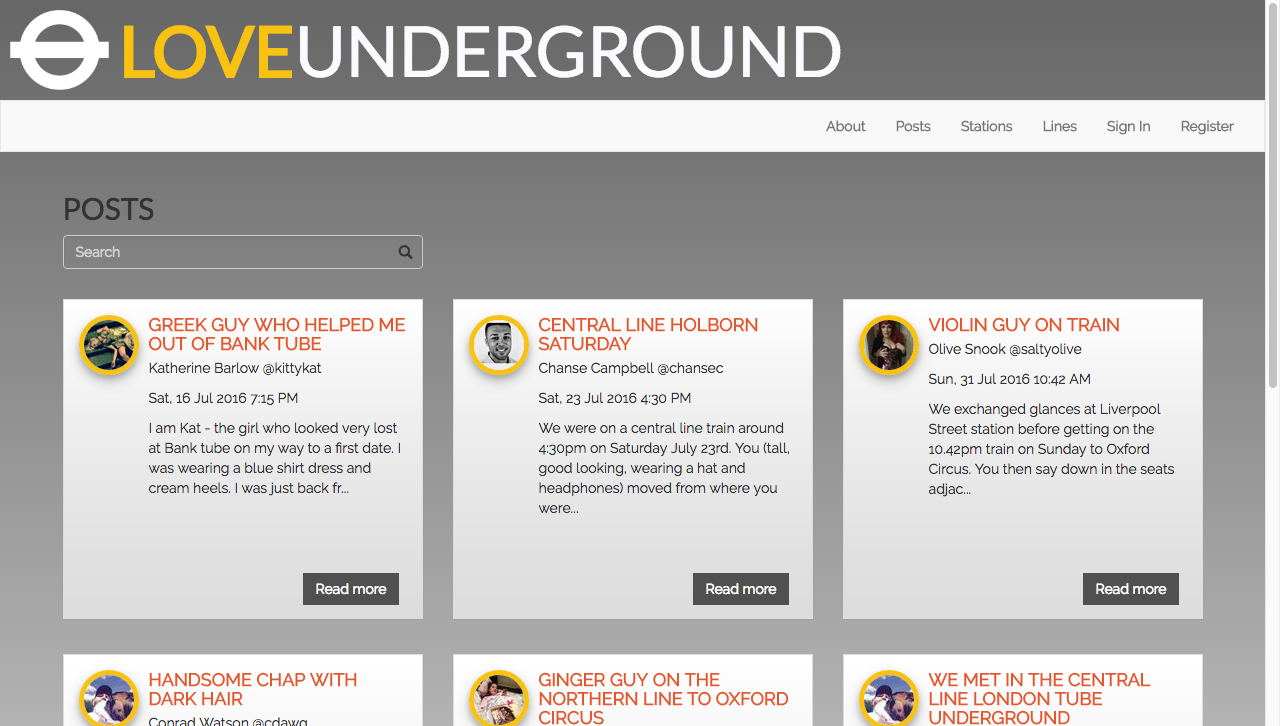 LOVEUNDERGROUND
About Posts Stations Lines Sign In Register
POSTS
Search
GREEK GUY WHO HELPED ME
OUT OF BANK TUBE
Katherine Barlow @kittykat
Sat, 16 Jul 2016 7:15 PM
I am Kat - the girl who looked very lost
at Bank tube on my way to a first date. I
was wearing a blue shirt dress and
cream heels. I was just back fr...
Read more
CENTRAL LINE HOLBORN
SATURDAY
Chanse Campbell @chansec
Sat, 23 Jul 2016 4:30 PM
We were on a central line train around
4:30pm on Saturday July 23rd. You (tall,
good looking, wearing a hat and
headphones) moved from where you
were...
Read more
VIOLIN GUY ON TRAIN
Olive Snook @saltyolive
Sun, 31 Jul 2016 10:42 AM
We exchanged glances at Liverpool
Street station before getting on the
10.42pm train on Sunday to Oxford
Circus. You then say down in the seats
adjac...
Read more
HANDSOME CHAP WITH
DARK HAIR
Conrad Watson @cdawg
GINGER GUY ON THE
NORTHERN LINE TO OXFORD
CIRCUS
WE MET IN THE CENTRAL
LINE LONDON TUBE
UNDERGROUND